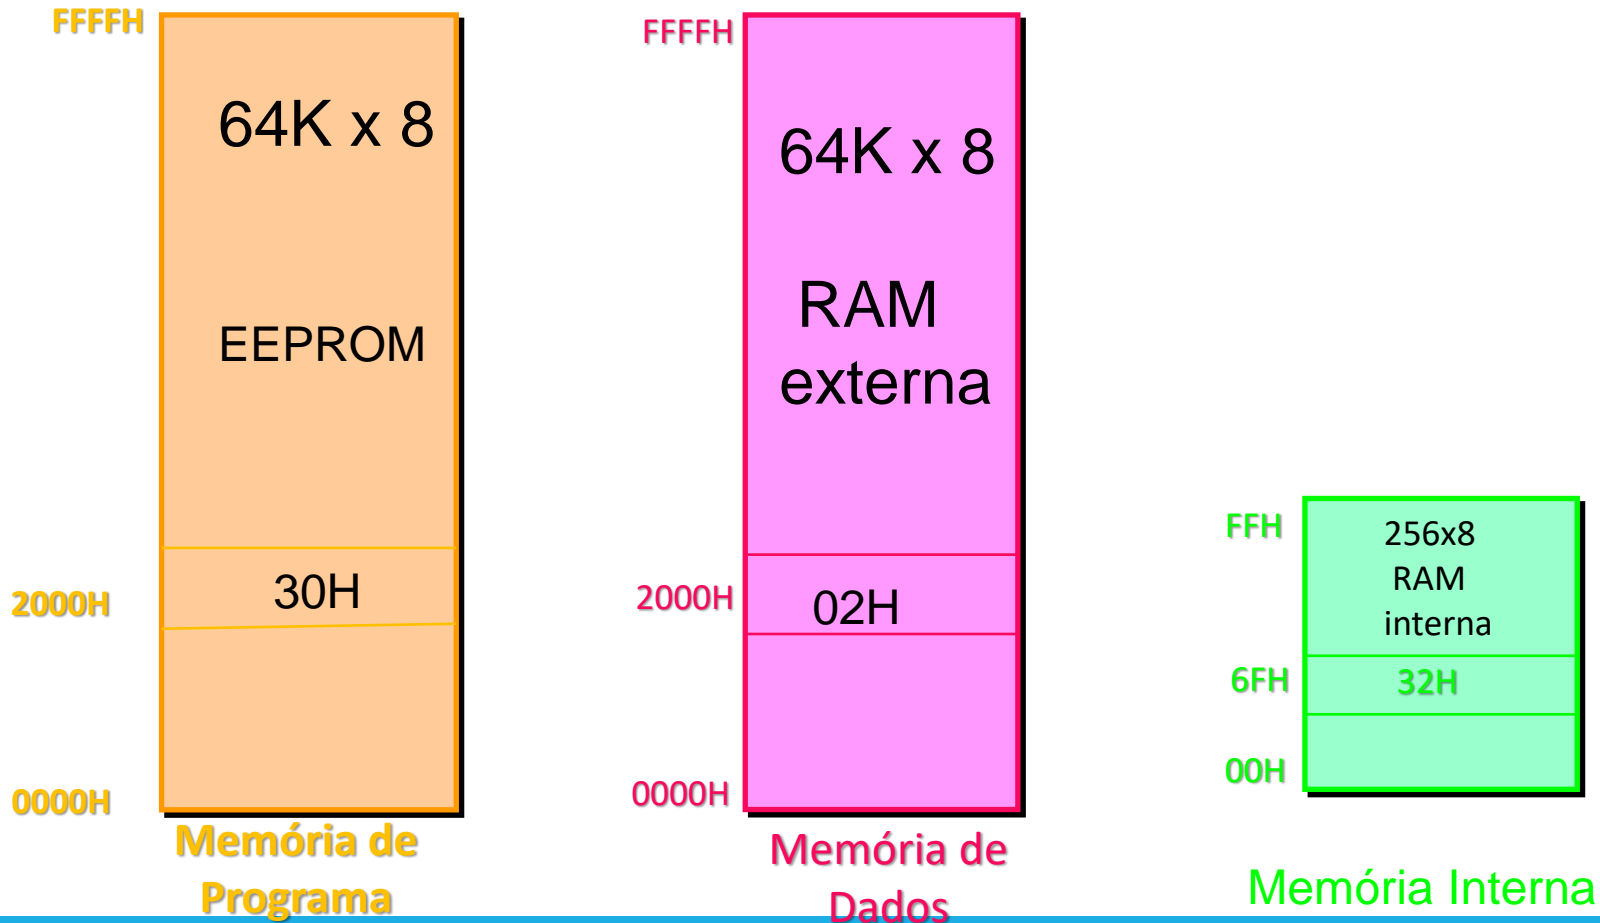 FFFFH
64K x 8
EEPROM
30H
2000H
0000H
Memória de
Programa
FFFFH
64K x 8
RAM
externa
2000H
02H
0000H
Memória de
Dados
FFH
256x8
RAM
interna
6FH
32H
00H
Memória Interna